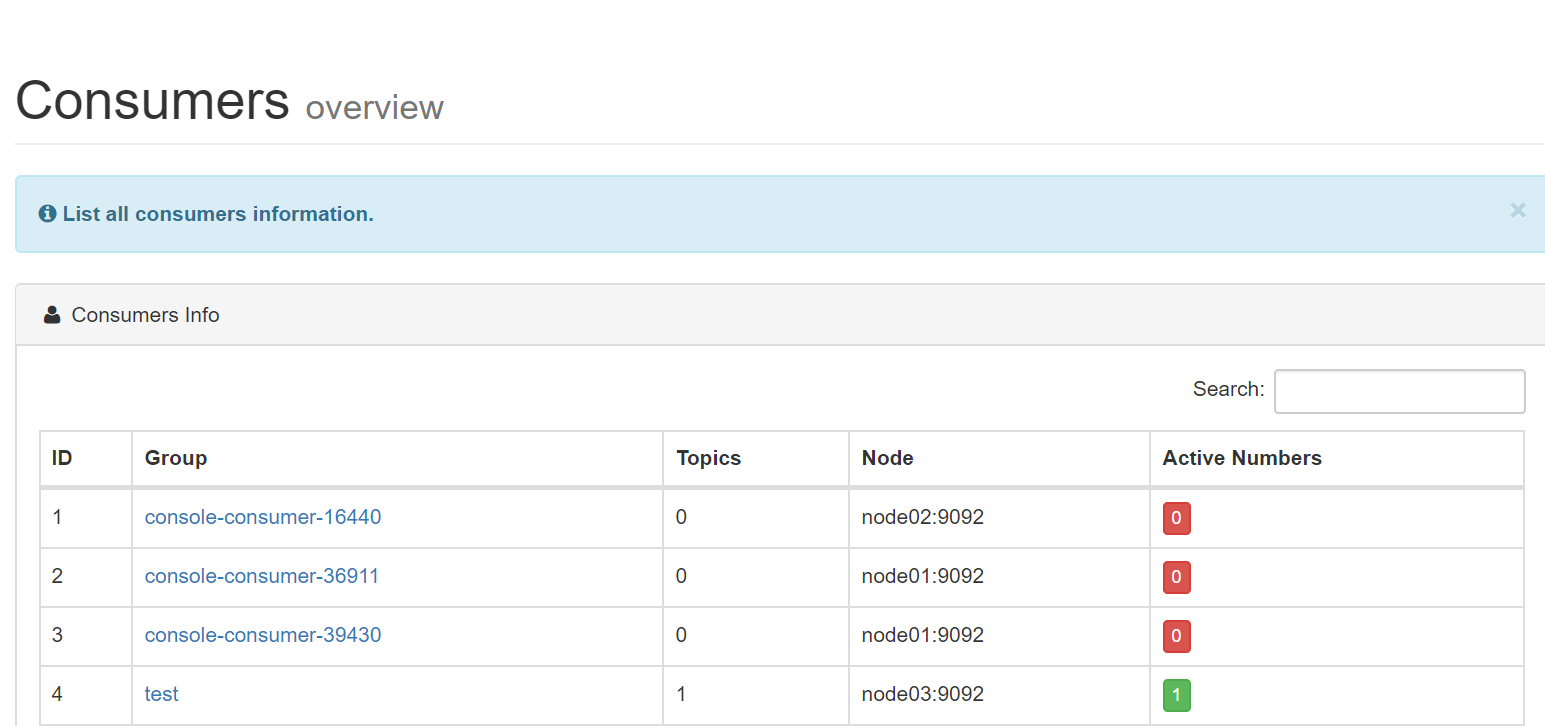 Consumers overview
List all consumers information.
×
Consumers Info
Search:
ID Group Topics Node Active Numbers
1 console-consumer-16440 0 node02:9092 0
2 console-consumer-36911 0 node01:9092 0
3 console-consumer-39430 0 node01:9092 0
4 test 1 node03:9092 1